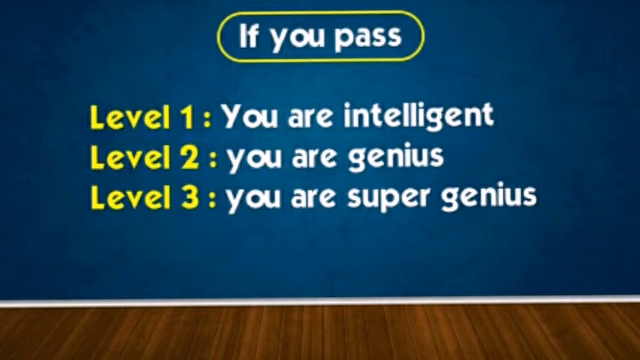 If you pass
Level 1 : You are intelligent
Level 2 : you are genius
Level 3 : you are super genius